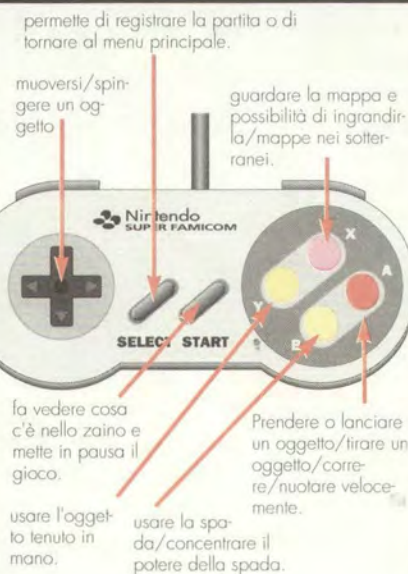 permette di registrare la partita o di
tornare al menu principale.
muoversi/spin-
gere un og-
getto
guardare la mappa e
possibilità di ingrandir-
la/mappe nei sotter-
ranei.
Nintendo
SUPER FAMICOM
X
A
Y
B
SELECT START
fa vedere cosa
c'è nello zaino e
mette in pausa il
gioco.
Prendere o lanciare
un oggetto/tirare un
oggetto/corre-
re/nuotare veloce-
mente.
usare l'ogget-
to tenuto in
mano.
usare la spa-
da/concentrare il
potere della spada.